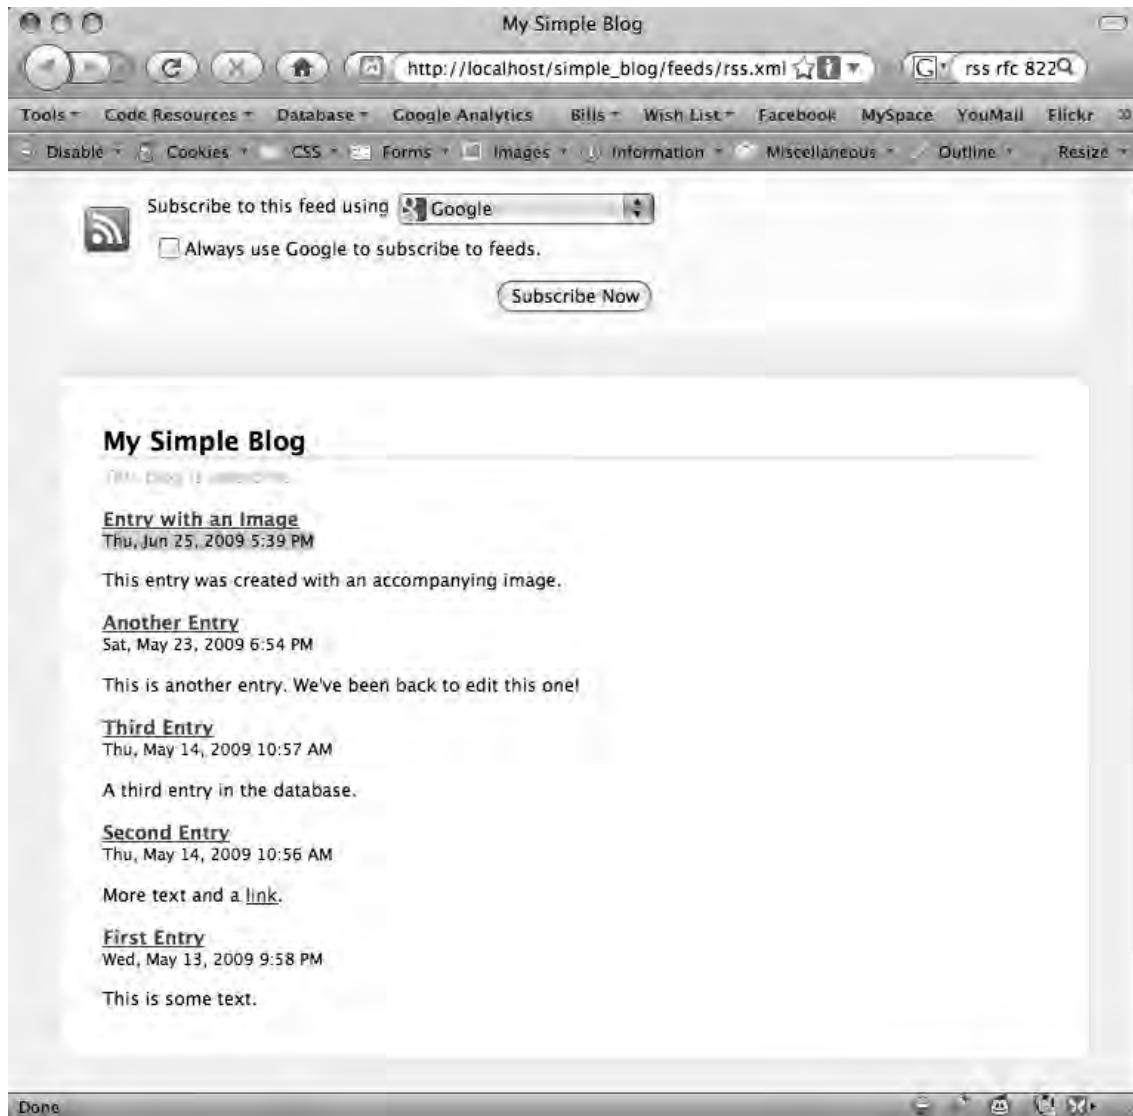 My Simple Blog
http://localhost/simple_blog/feeds/rss.xml G rss rfc 822
Tools Code Resources Database Google Analytics Bills Wish List Facebook MySpace YouMail Flickr
Disable Cookies CSS Forms Images Information Miscellaneous Outline Resize
Subscribe to this feed using Google
Always use Google to subscribe to feeds.
Subscribe Now
My Simple Blog
This blog is awesome.
Entry with an Image
Thu, Jun 25, 2009 5:39 PM
This entry was created with an accompanying image.
Another Entry
Sat, May 23, 2009 6:54 PM
This is another entry. We've been back to edit this one!
Third Entry
Thu, May 14, 2009 10:57 AM
A third entry in the database.
Second Entry
Thu, May 14, 2009 10:56 AM
More text and a link.
First Entry
Wed, May 13, 2009 9:58 PM
This is some text.
Done